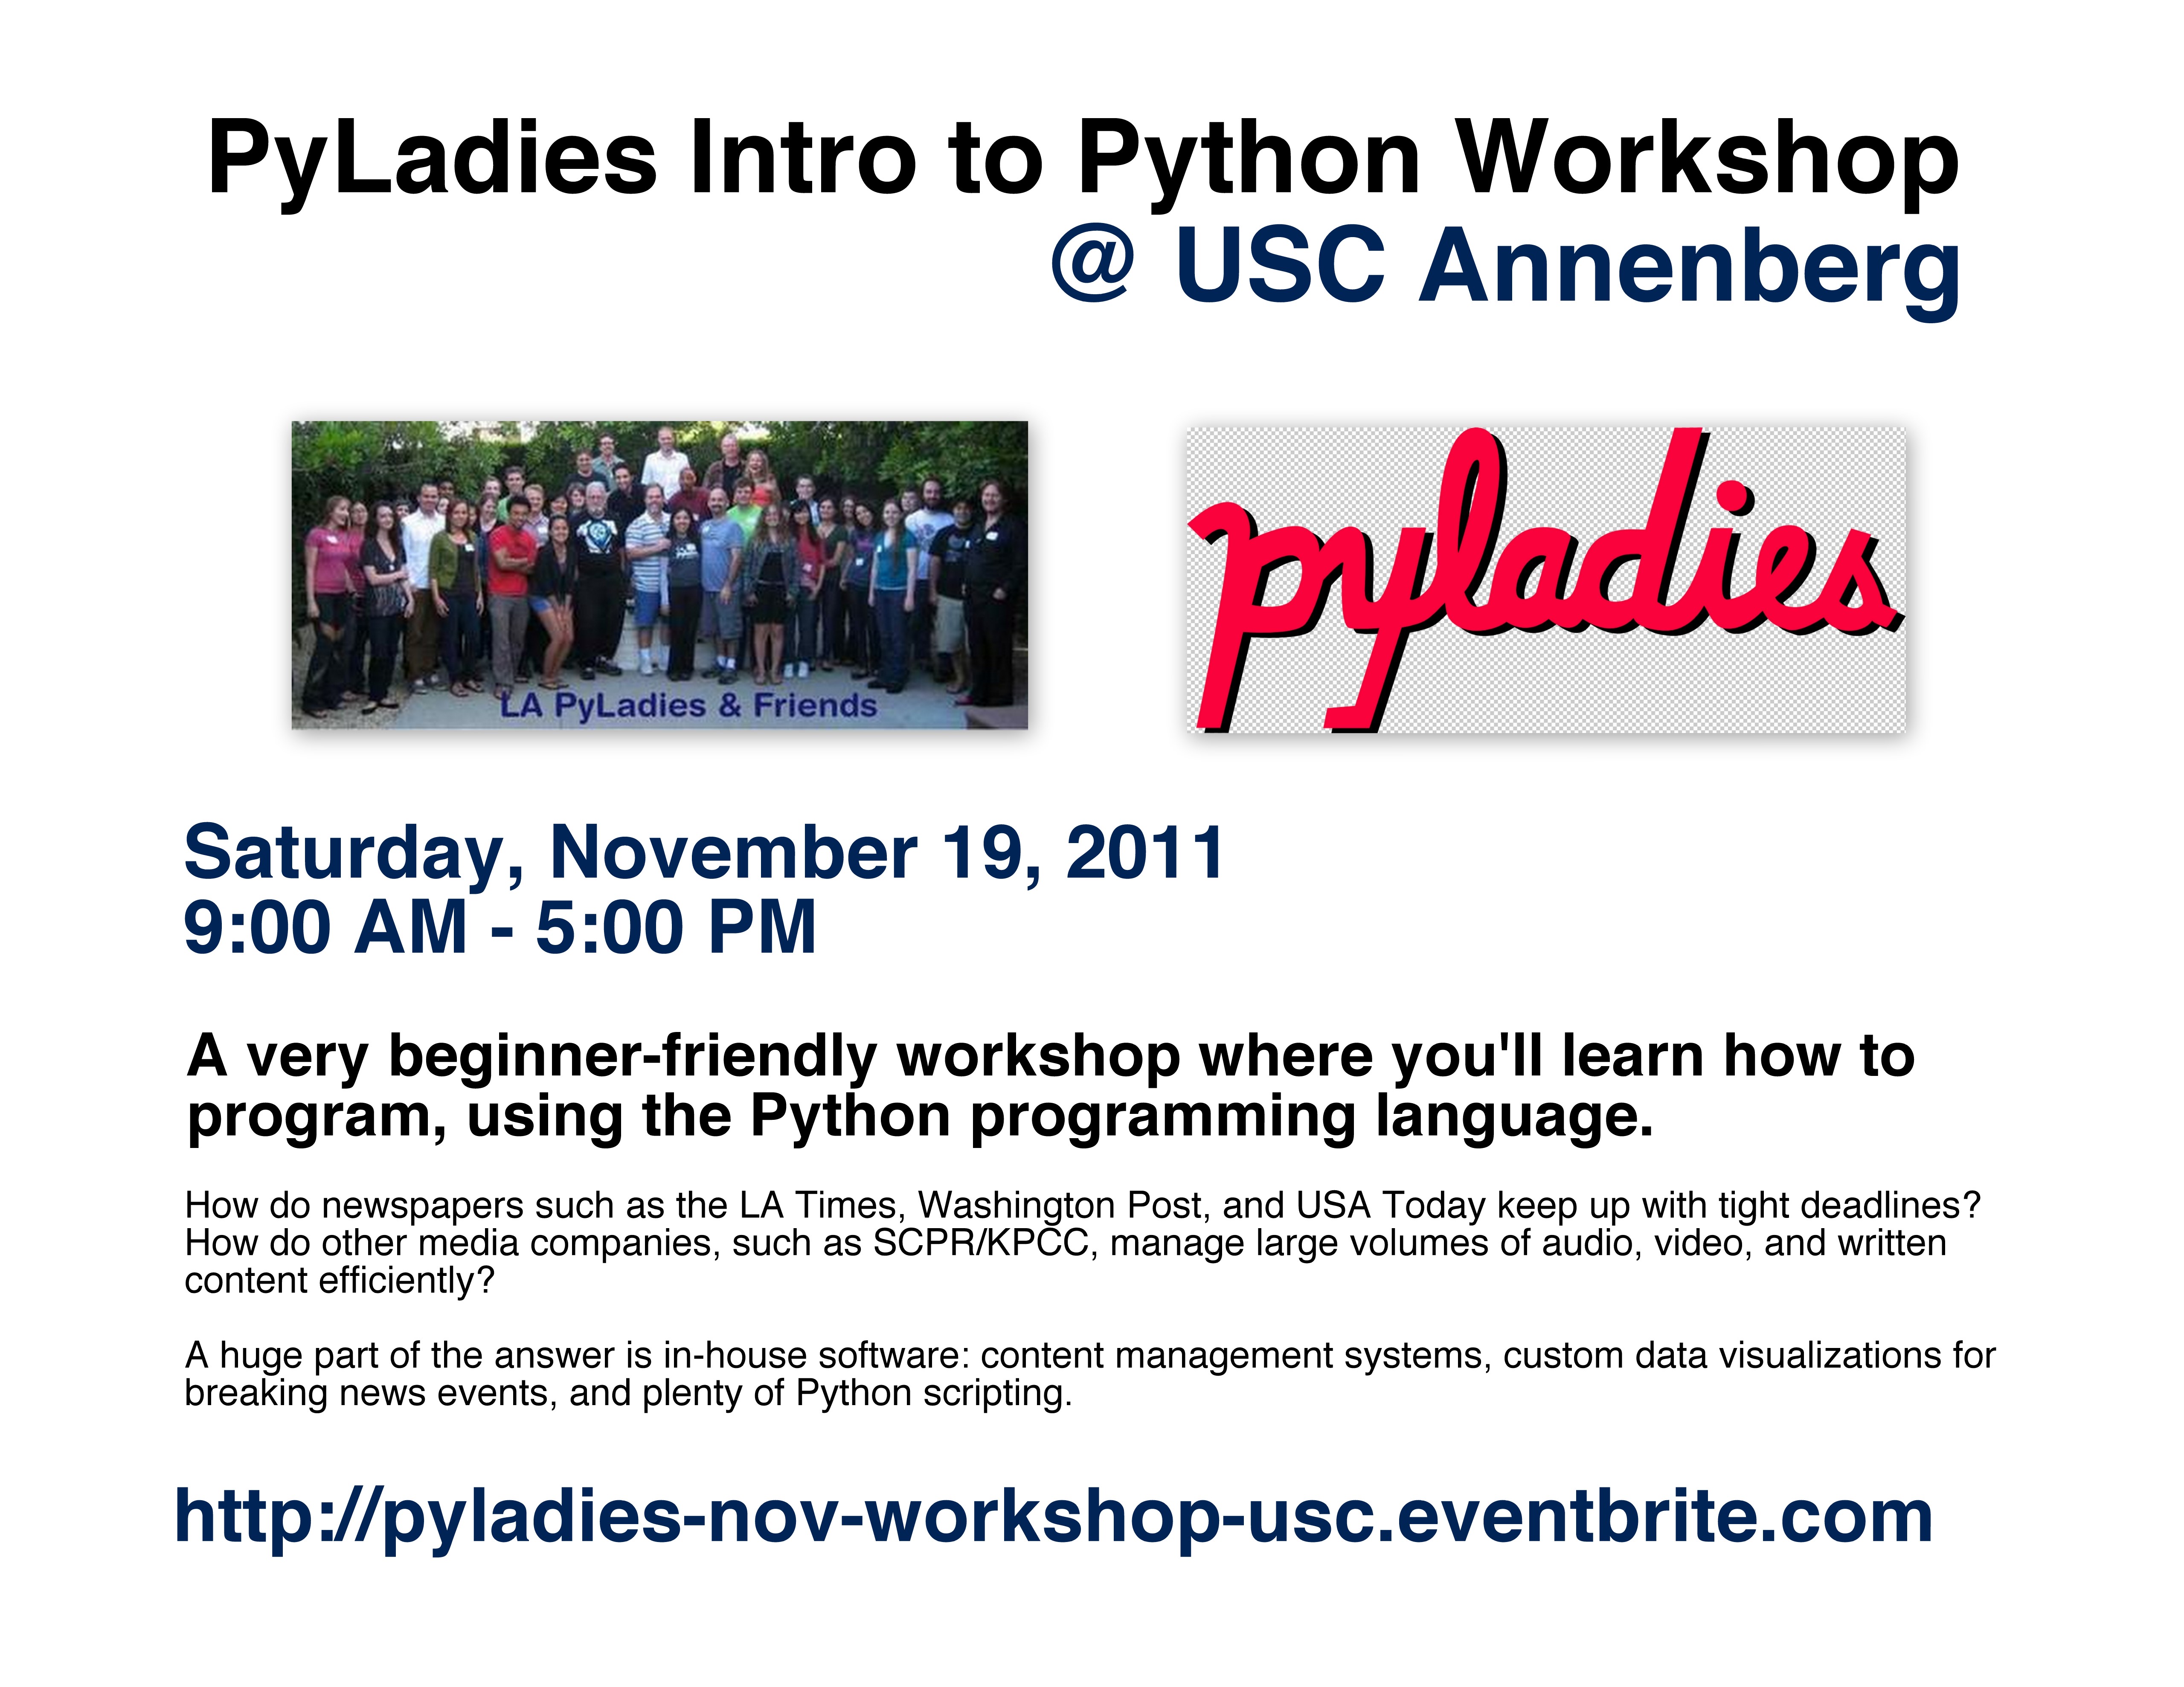 PyLadies Intro to Python Workshop
@ USC Annenberg
LA PyLadies & Friends
pyladies
Saturday, November 19, 2011
9:00 AM - 5:00 PM
A very beginner-friendly workshop where you'll learn how to
program, using the Python programming language.
How do newspapers such as the LA Times, Washington Post, and USA Today keep up with tight deadlines?
How do other media companies, such as SCPR/KPCC, manage large volumes of audio, video, and written
content efficiently?
A huge part of the answer is in-house software: content management systems, custom data visualizations for
breaking news events, and plenty of Python scripting.
http://pyladies-nov-workshop-usc.eventbrite.com